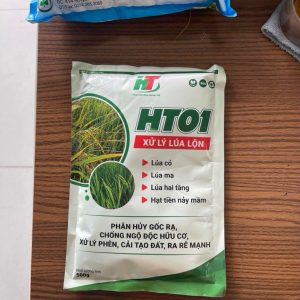 HT
HT01
XỬ LÝ LÚA LỘN
Lúa cỏ
Lúa ma
Lúa hai tầng
Hạt tiền nảy mầm
PHÂN HỦY GỐC RẠ,
CHỐNG NGỘ ĐỘC HỮU CƠ,
XỬ LÝ PHÈN, CẢI TẠO ĐẤT, RA RỄ MẠNH
500g